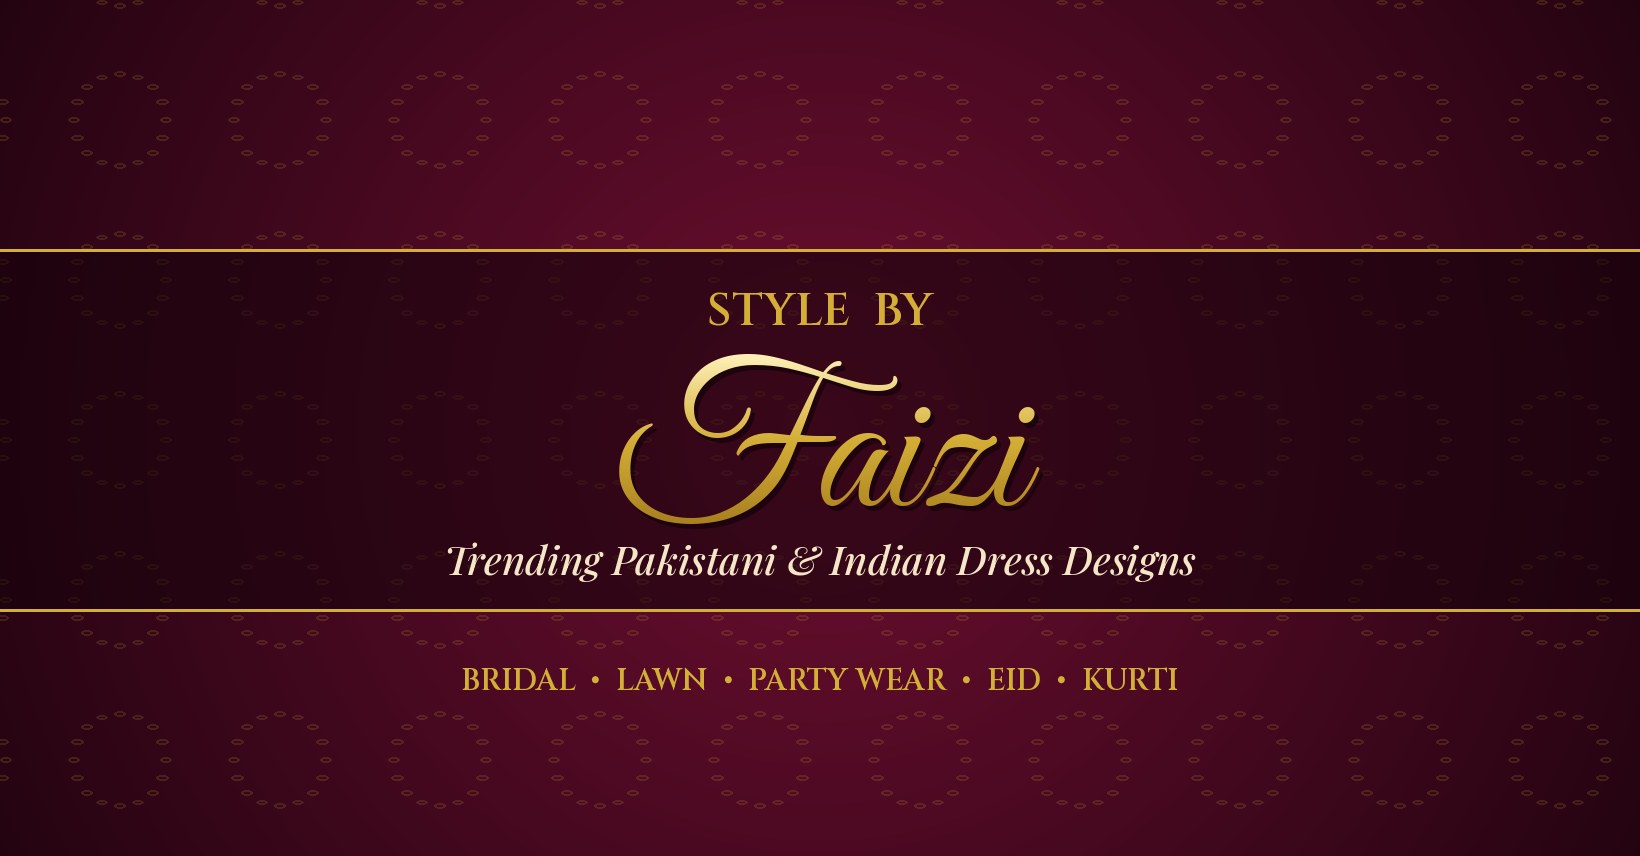 STYLE BY
Faizi
Trending Pakistani & Indian Dress Designs
BRIDAL • LAWN • PARTY WEAR • EID • KURTI